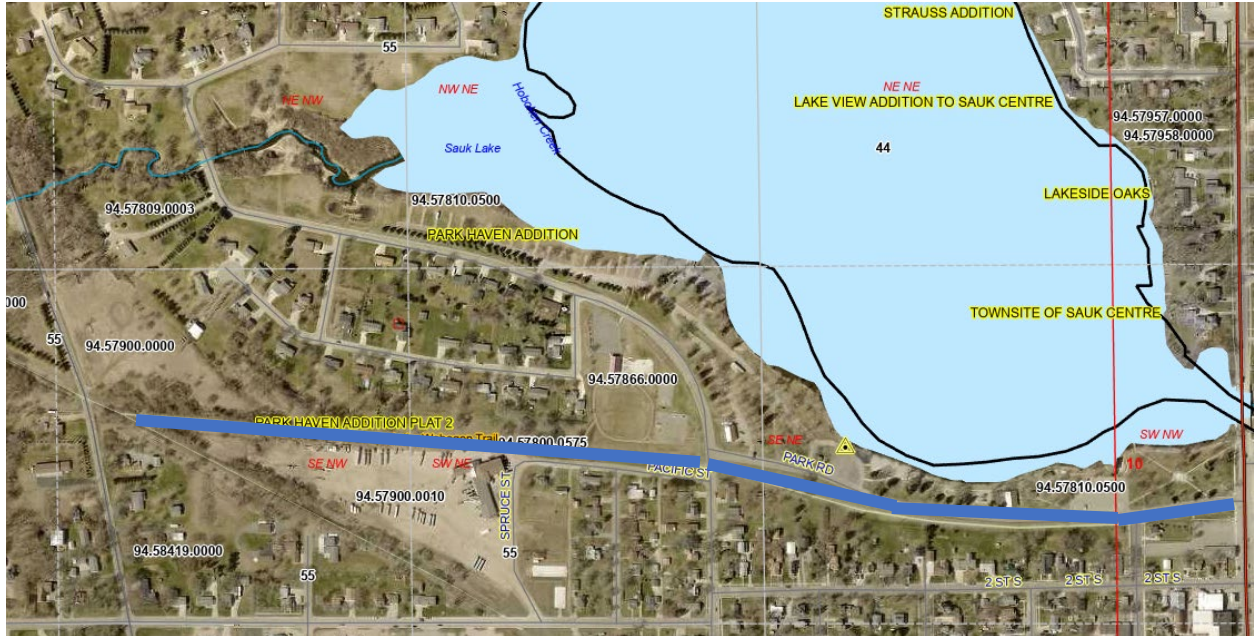 STRAUSS ADDITION
55
NW NE
NE NE
NE NW
Hoboken Creek
LAKE VIEW ADDITION TO SAUK CENTRE
94.57957.0000
94.57958.0000
Sauk Lake
44
LAKESIDE OAKS
94.57809.0003
94.57810.0500
PARK HAVEN ADDITION
000
TOWNSITE OF SAUK CENTRE
55
94.57900.0000
94.57866.0000
PARK HAVEN ADDITION PLAT 2
Trail
94.57800.0575
SE NE
SW NW
SE NW
SW NE
PACIFIC ST
PARK RD
10
94.57900.0010
SPRUCE ST
94.57810.0500
94.58419.0000
55
55
2 ST S
2 ST S
2 ST S